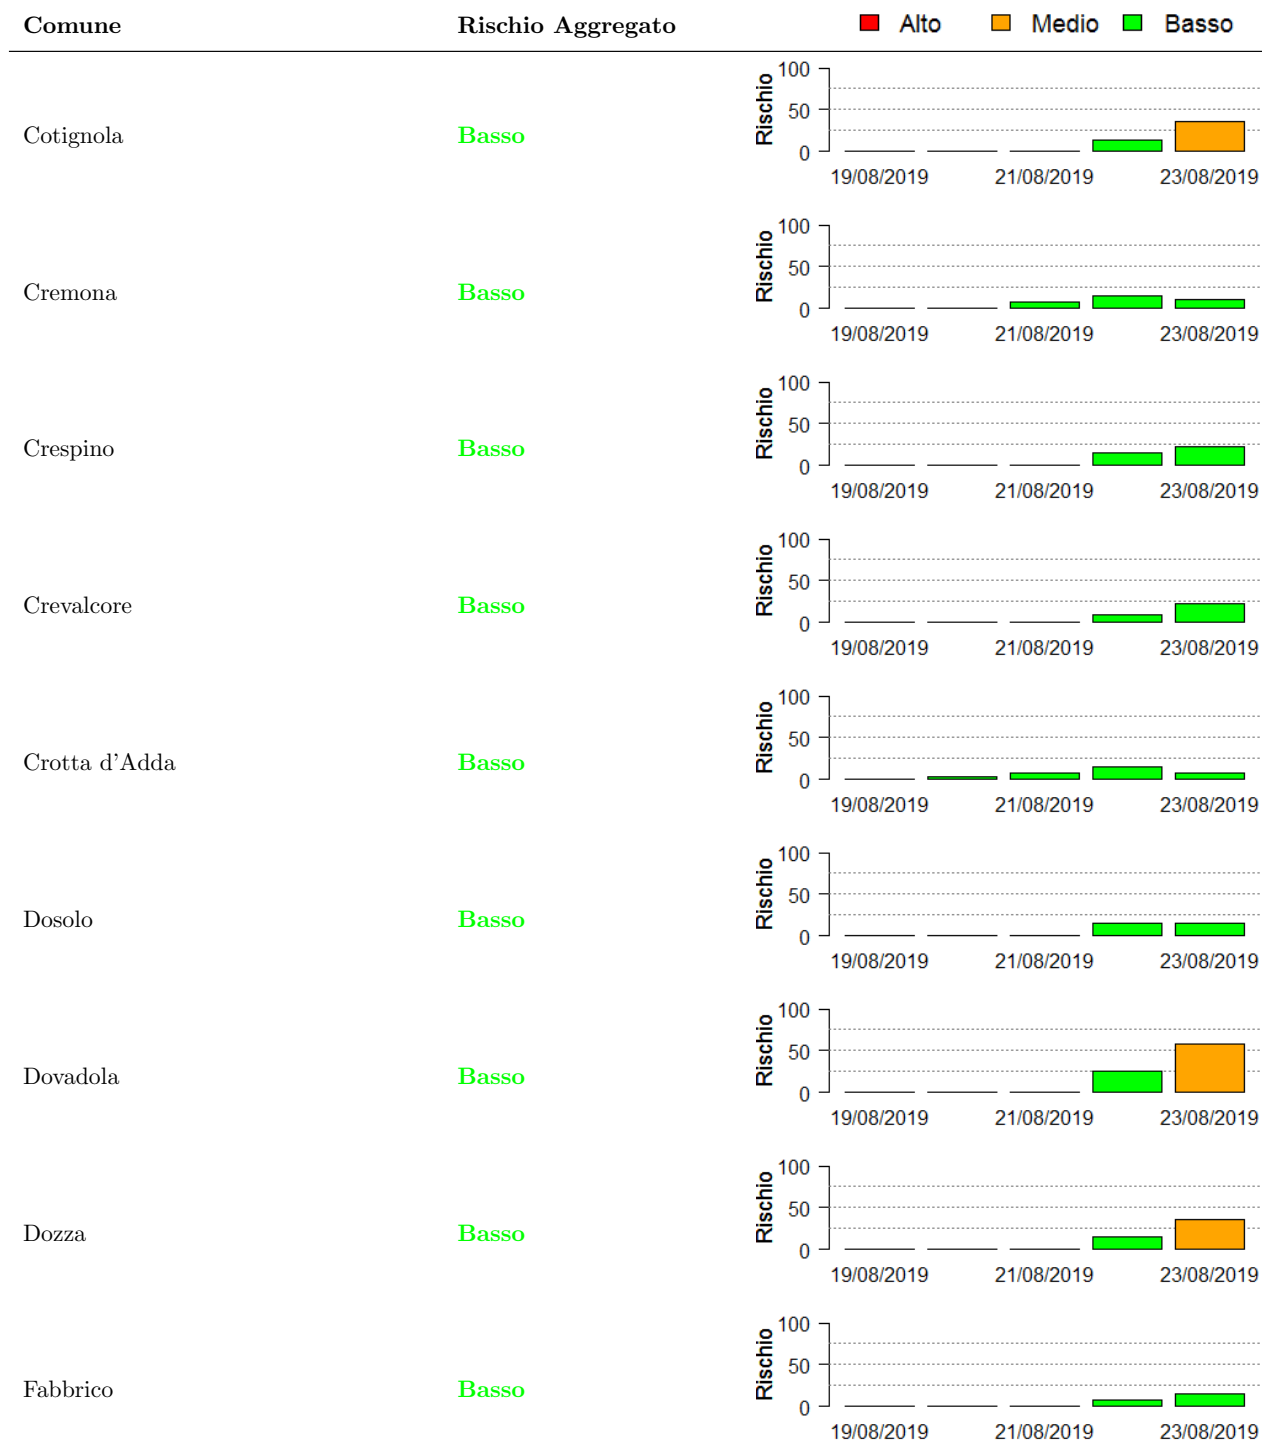 Comune Rischio Aggregato Alto Medio Basso
Cotignola Basso Rischio 100 50 0
19/08/2019 21/08/2019 23/08/2019
Cremona Basso Rischio 100 50 0
19/08/2019 21/08/2019 23/08/2019
Crespino Basso Rischio 100 50 0
19/08/2019 21/08/2019 23/08/2019
Crevalcore Basso Rischio 100 50 0
19/08/2019 21/08/2019 23/08/2019
Crotta d'Adda Basso Rischio 100 50 0
19/08/2019 21/08/2019 23/08/2019
Dosolo Basso Rischio 100 50 0
19/08/2019 21/08/2019 23/08/2019
Dovadola Basso Rischio 100 50 0
19/08/2019 21/08/2019 23/08/2019
Dozza Basso Rischio 100 50 0
19/08/2019 21/08/2019 23/08/2019
Fabbrico Basso Rischio 100 50 0
19/08/2019 21/08/2019 23/08/2019